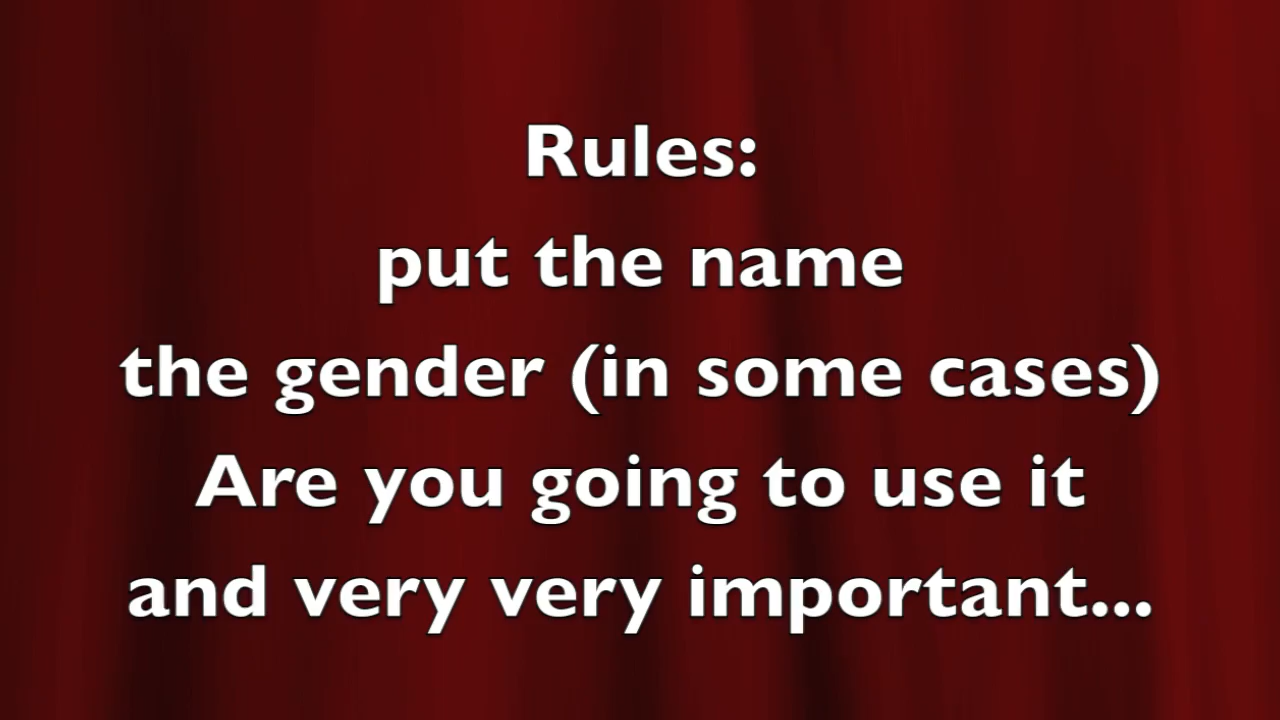 Rules:
put the name
the gender (in some cases)
Are you going to use it
and very very important...